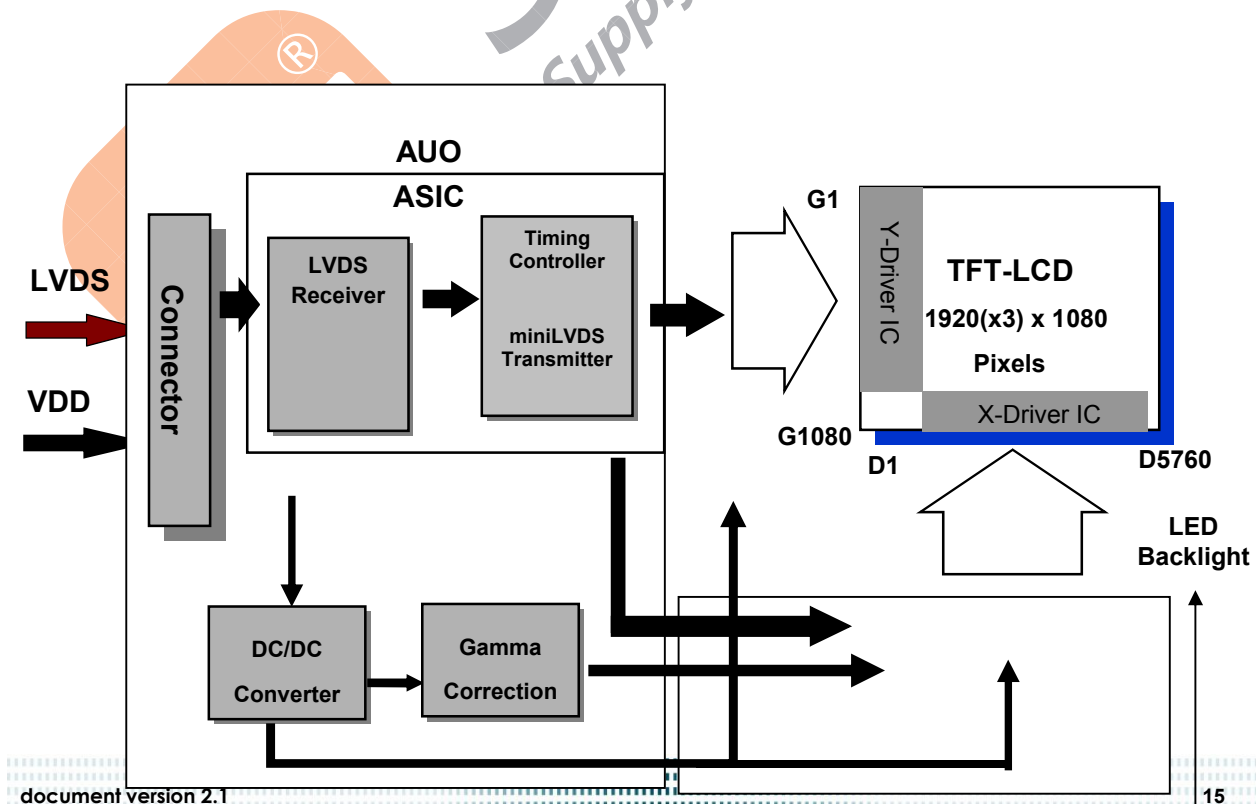 ®
Supply
AUO
ASIC
LVDS
VDD
Connector
LVDS
Receiver
Timing
Controller
miniLVDS
Transmitter
G1
G1080
D1
D5760
Y-Driver IC
TFT-LCD
1920(x3) x 1080
Pixels
X-Driver IC
LED
Backlight
DC/DC
Converter
Gamma
Correction
document version 2.1
15